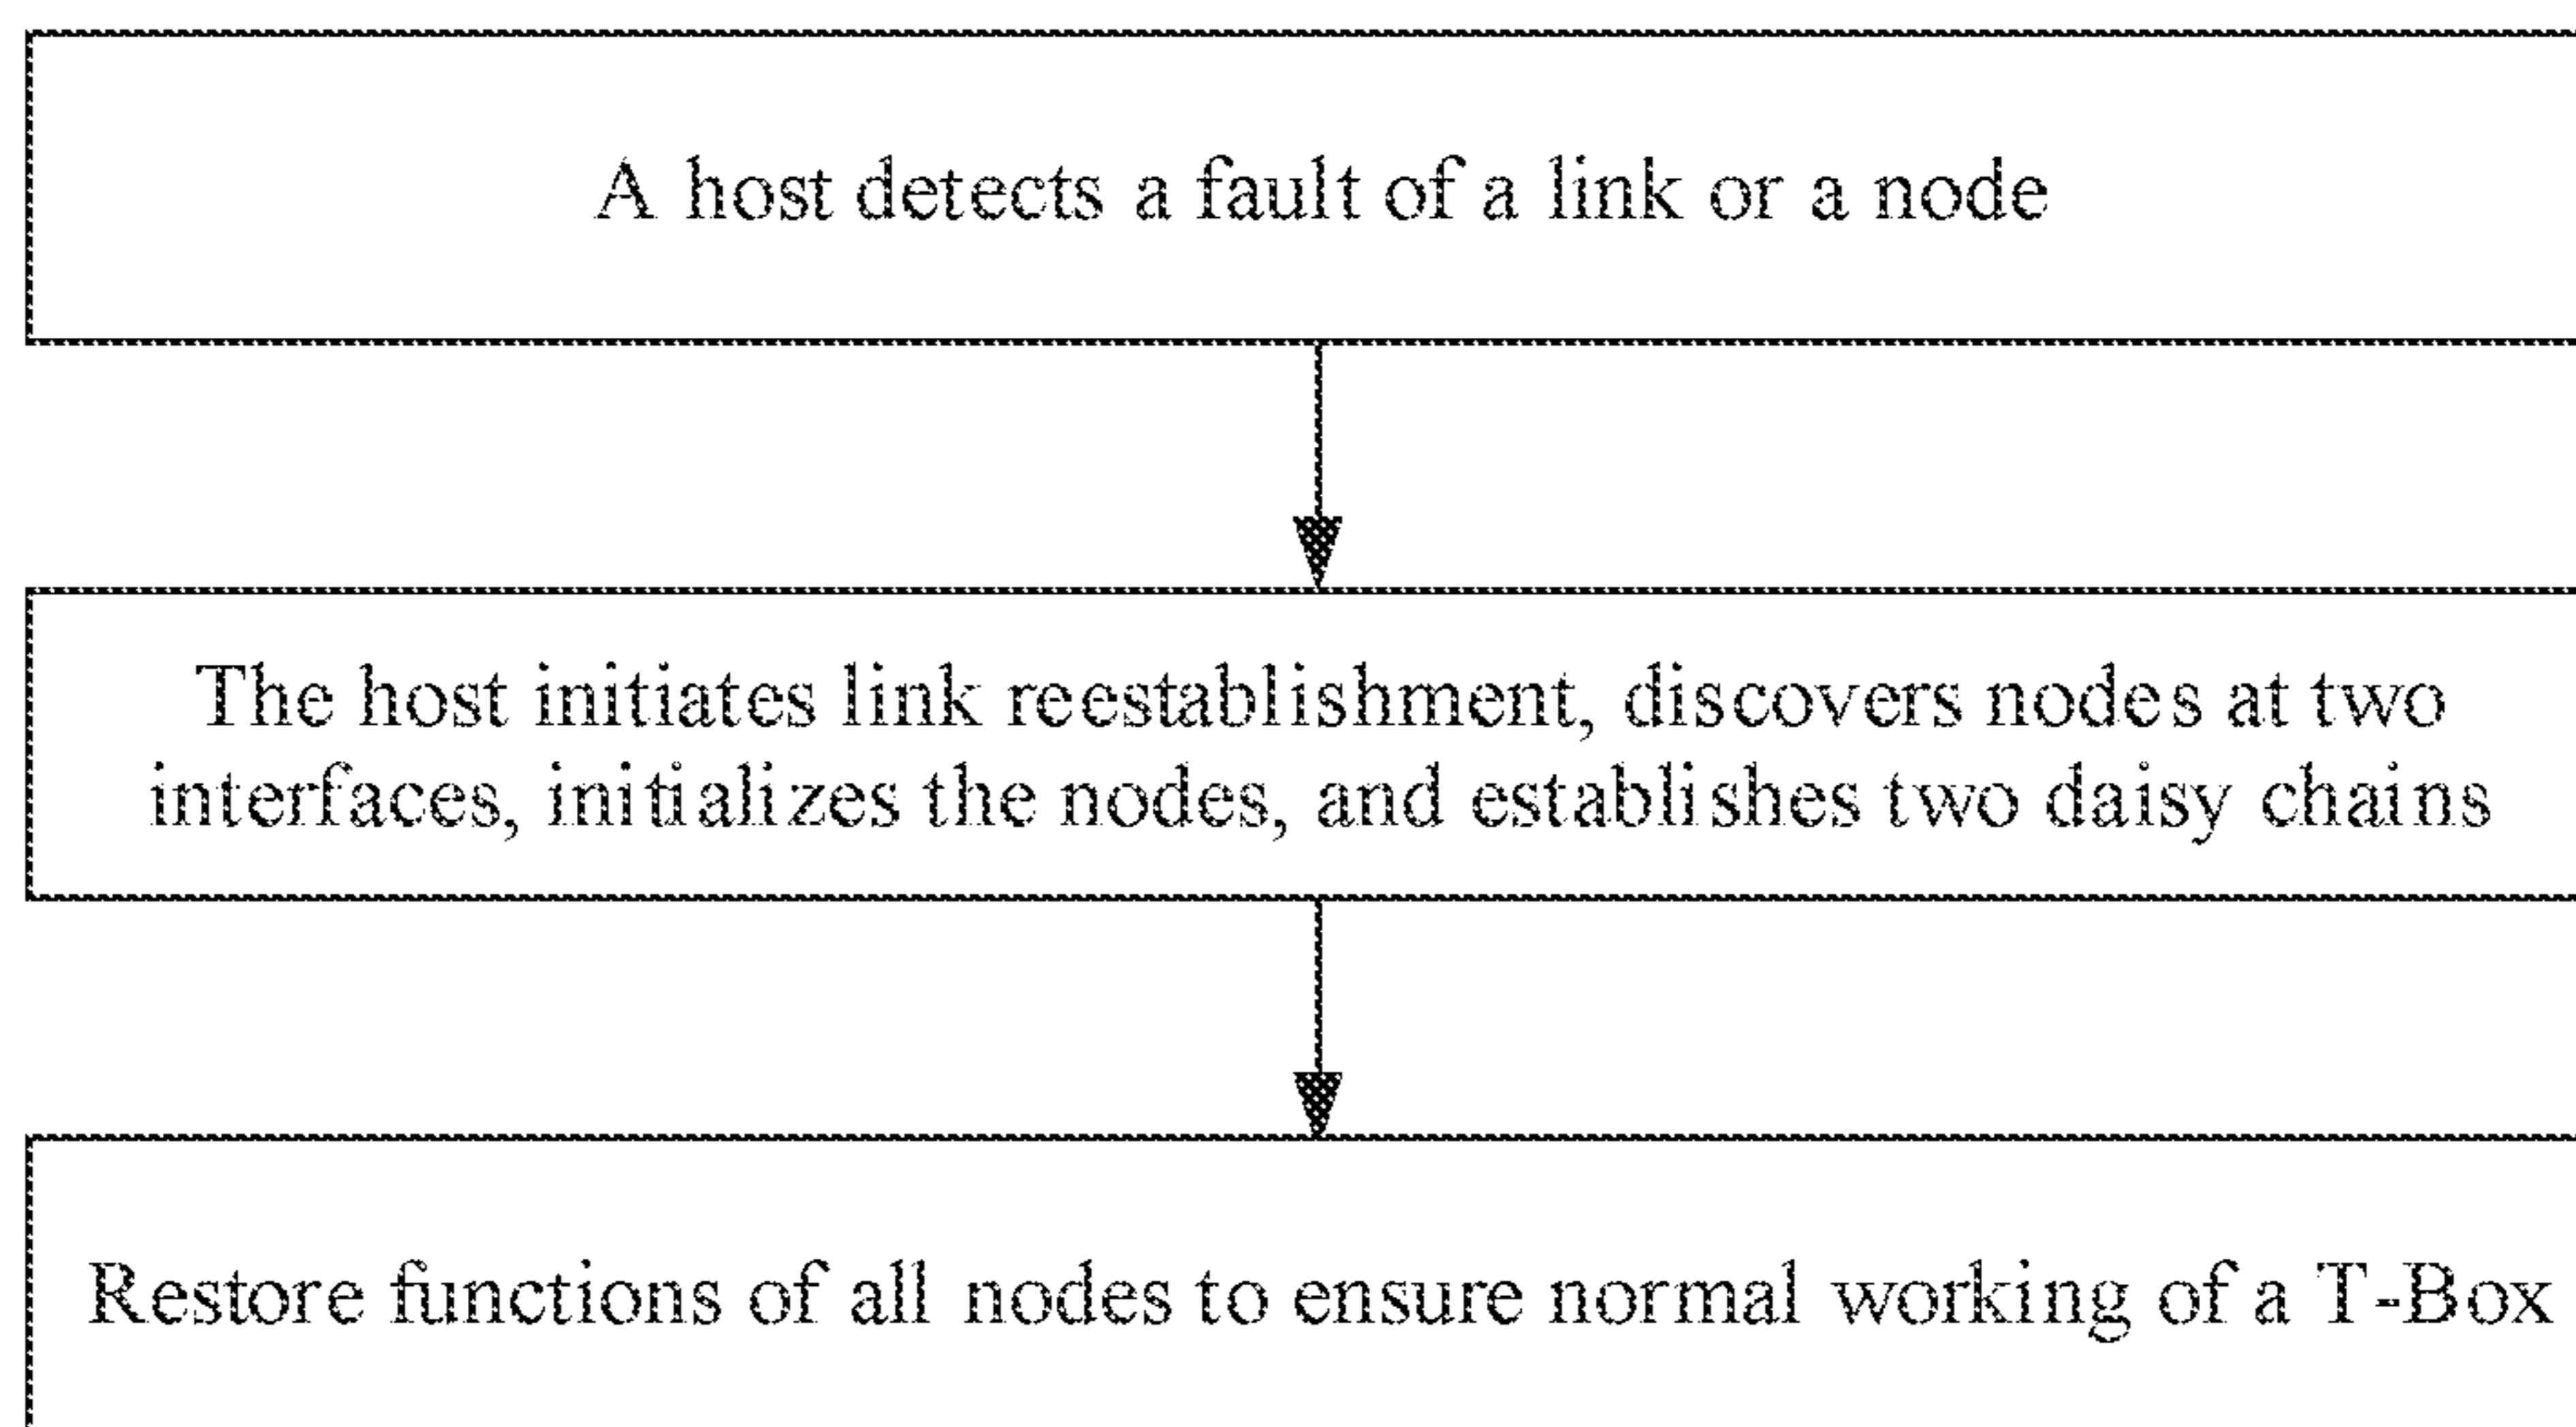 A host detects a fault of a link or a node
The host initiates link reestablishment, discovers nodes at two
interfaces, initializes the nodes, and establishes two daisy chains
Restore functions of all nodes to ensure normal working of a T-Box